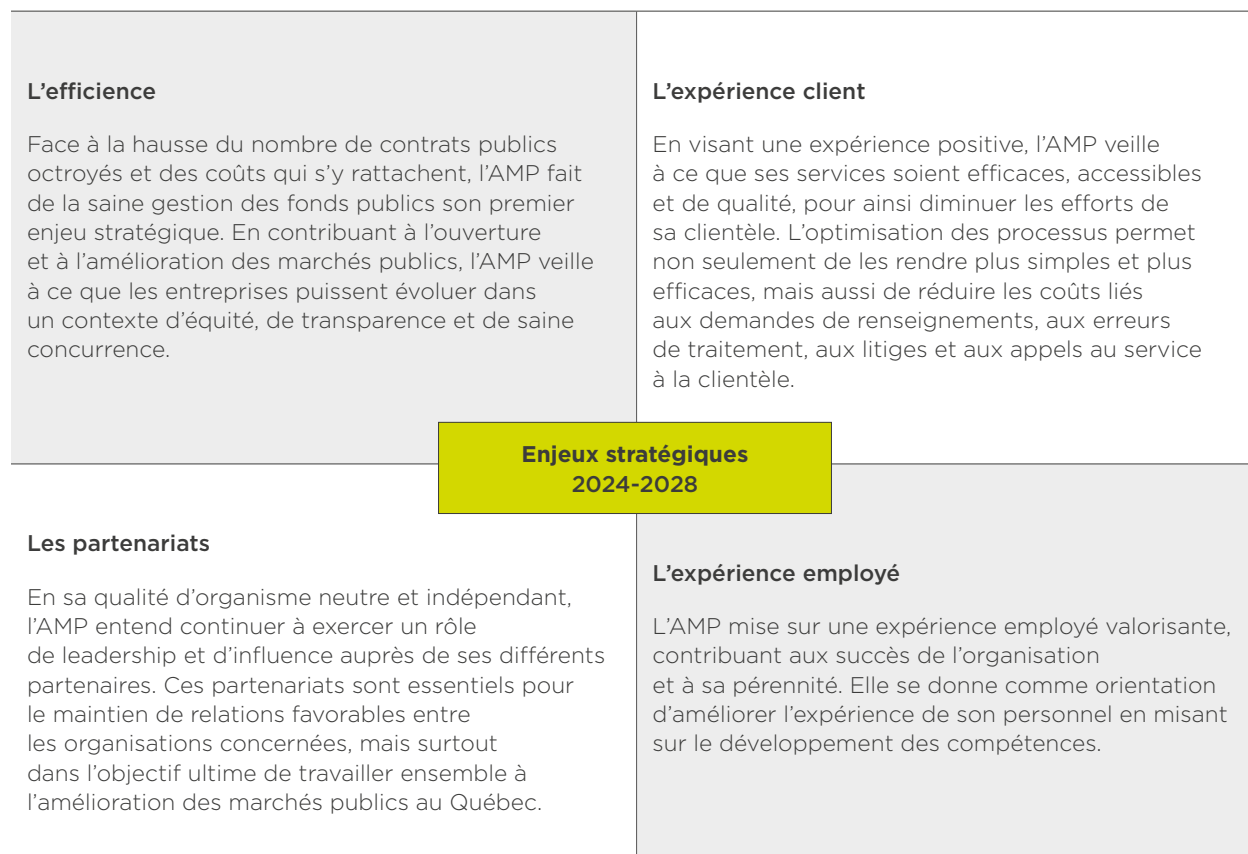 L’efficience
Face à la hausse du nombre de contrats publics
octroyés et des coûts qui s’y rattachent, l’AMP fait
de la saine gestion des fonds publics son premier
enjeu stratégique. En contribuant à l’ouverture
et à l’amélioration des marchés publics, l’AMP veille
à ce que les entreprises puissent évoluer dans
un contexte d’équité, de transparence et de saine
concurrence.
L’expérience client
En visant une expérience positive, l’AMP veille
à ce que ses services soient efficaces, accessibles
et de qualité, pour ainsi diminuer les efforts de
sa clientèle. L’optimisation des processus permet
non seulement de les rendre plus simples et plus
efficaces, mais aussi de réduire les coûts liés
aux demandes de renseignements, aux erreurs
de traitement, aux litiges et aux appels au service
à la clientèle.
Enjeux stratégiques
2024-2028
Les partenariats
En sa qualité d’organisme neutre et indépendant,
l’AMP entend continuer à exercer un rôle
de leadership et d’influence auprès de ses différents
partenaires. Ces partenariats sont essentiels pour
le maintien de relations favorables entre
les organisations concernées, mais surtout
dans l’objectif ultime de travailler ensemble à
l’amélioration des marchés publics au Québec.
L’expérience employé
L’AMP mise sur une expérience employé valorisante,
contribuant aux succès de l’organisation
et à sa pérennité. Elle se donne comme orientation
d’améliorer l’expérience de son personnel en misant
sur le développement des compétences.